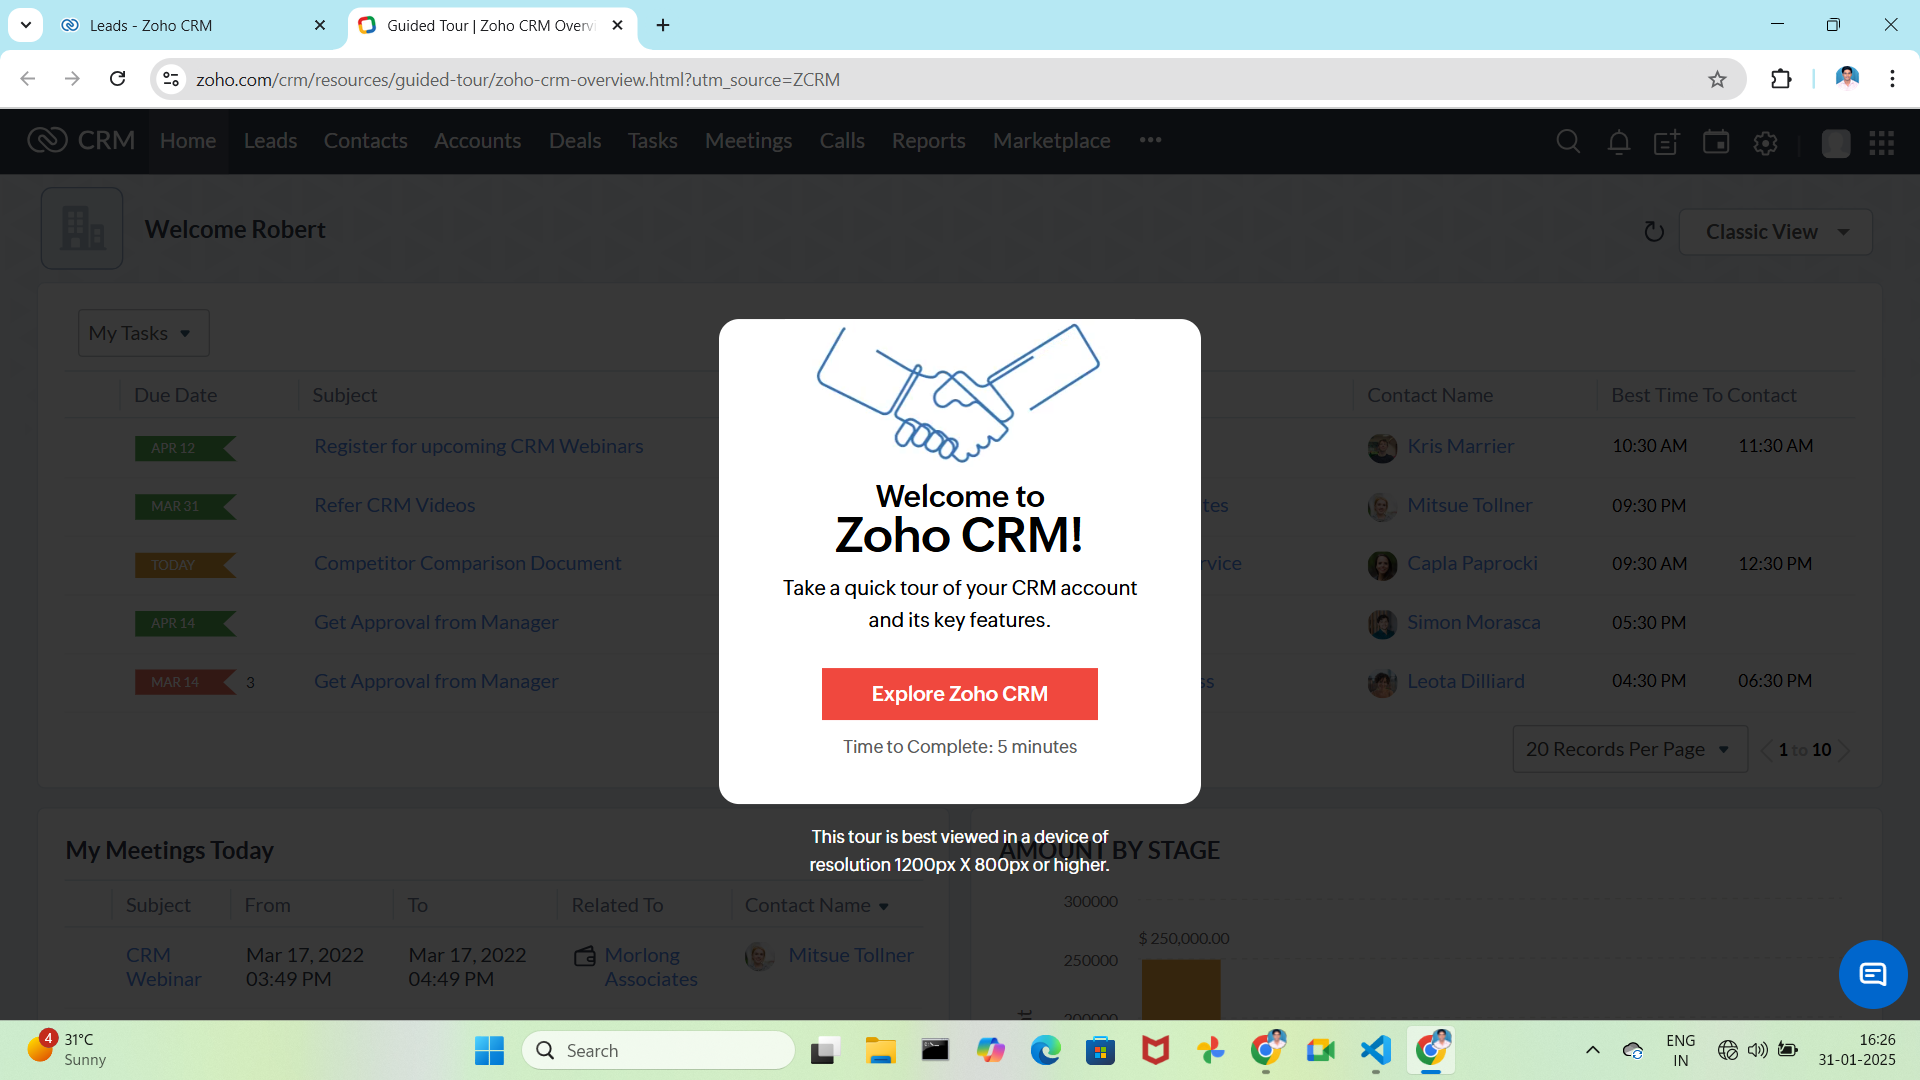 Leads - Zoho CRM
Guided Tour | Zoho CRM Overvi
zoho.com/crm/resources/guided-tour/zoho-crm-overview.html?utm_source=ZCRM
CRM Home Leads Contacts Accounts Deals Tasks Meetings Calls Reports Marketplace
Welcome Robert
Classic View
My Tasks
Due Date Subject Contact Name Best Time To Contact
APR 12 Register for upcoming CRM Webinars Kris Marrier 10:30 AM 11:30 AM
MAR 31 Refer CRM Videos tes Mitsue Tollner 09:30 PM
TODAY Competitor Comparison Document rvice Capla Paprocki 09:30 AM 12:30 PM
APR 14 Get Approval from Manager Simon Morasca 05:30 PM
MAR 14 3 Get Approval from Manager ss Leota Dilliard 04:30 PM 06:30 PM
20 Records Per Page 1 to 10
Welcome to
Zoho CRM!
Take a quick tour of your CRM account
and its key features.
Explore Zoho CRM
Time to Complete: 5 minutes
This tour is best viewed in a device of
resolution 1200px X 800px or higher.
My Meetings Today
Subject From To Related To Contact Name
CRM Webinar Mar 17, 2022 03:49 PM Mar 17, 2022 04:49 PM Morlong Associates Mitsue Tollner
AMOUNT BY STAGE
300000
$ 250,000.00
250000
200000
4
31°C
Sunny
Search
ENG
IN
16:26
31-01-2025